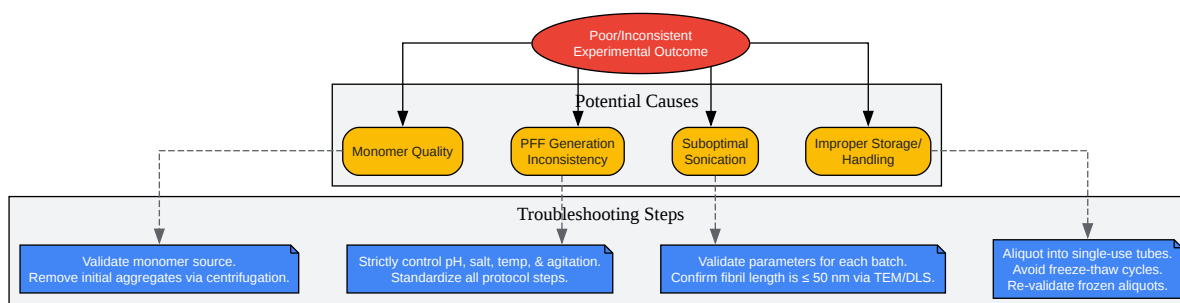 Poor/Inconsistent
Experimental Outcome
Potential Causes
Monomer Quality
PFF Generation
Inconsistency
Suboptimal
Sonication
Improper Storage/
Handling
Troubleshooting Steps
Validate monomer source.
Remove initial aggregates via centrifugation.
Strictly control pH, salt, temp, & agitation.
Standardize all protocol steps.
Validate parameters for each batch.
Confirm fibril length is ≤ 50 nm via TEM/DLS.
Aliquot into single-use tubes.
Avoid freeze-thaw cycles.
Re-validate frozen aliquots.